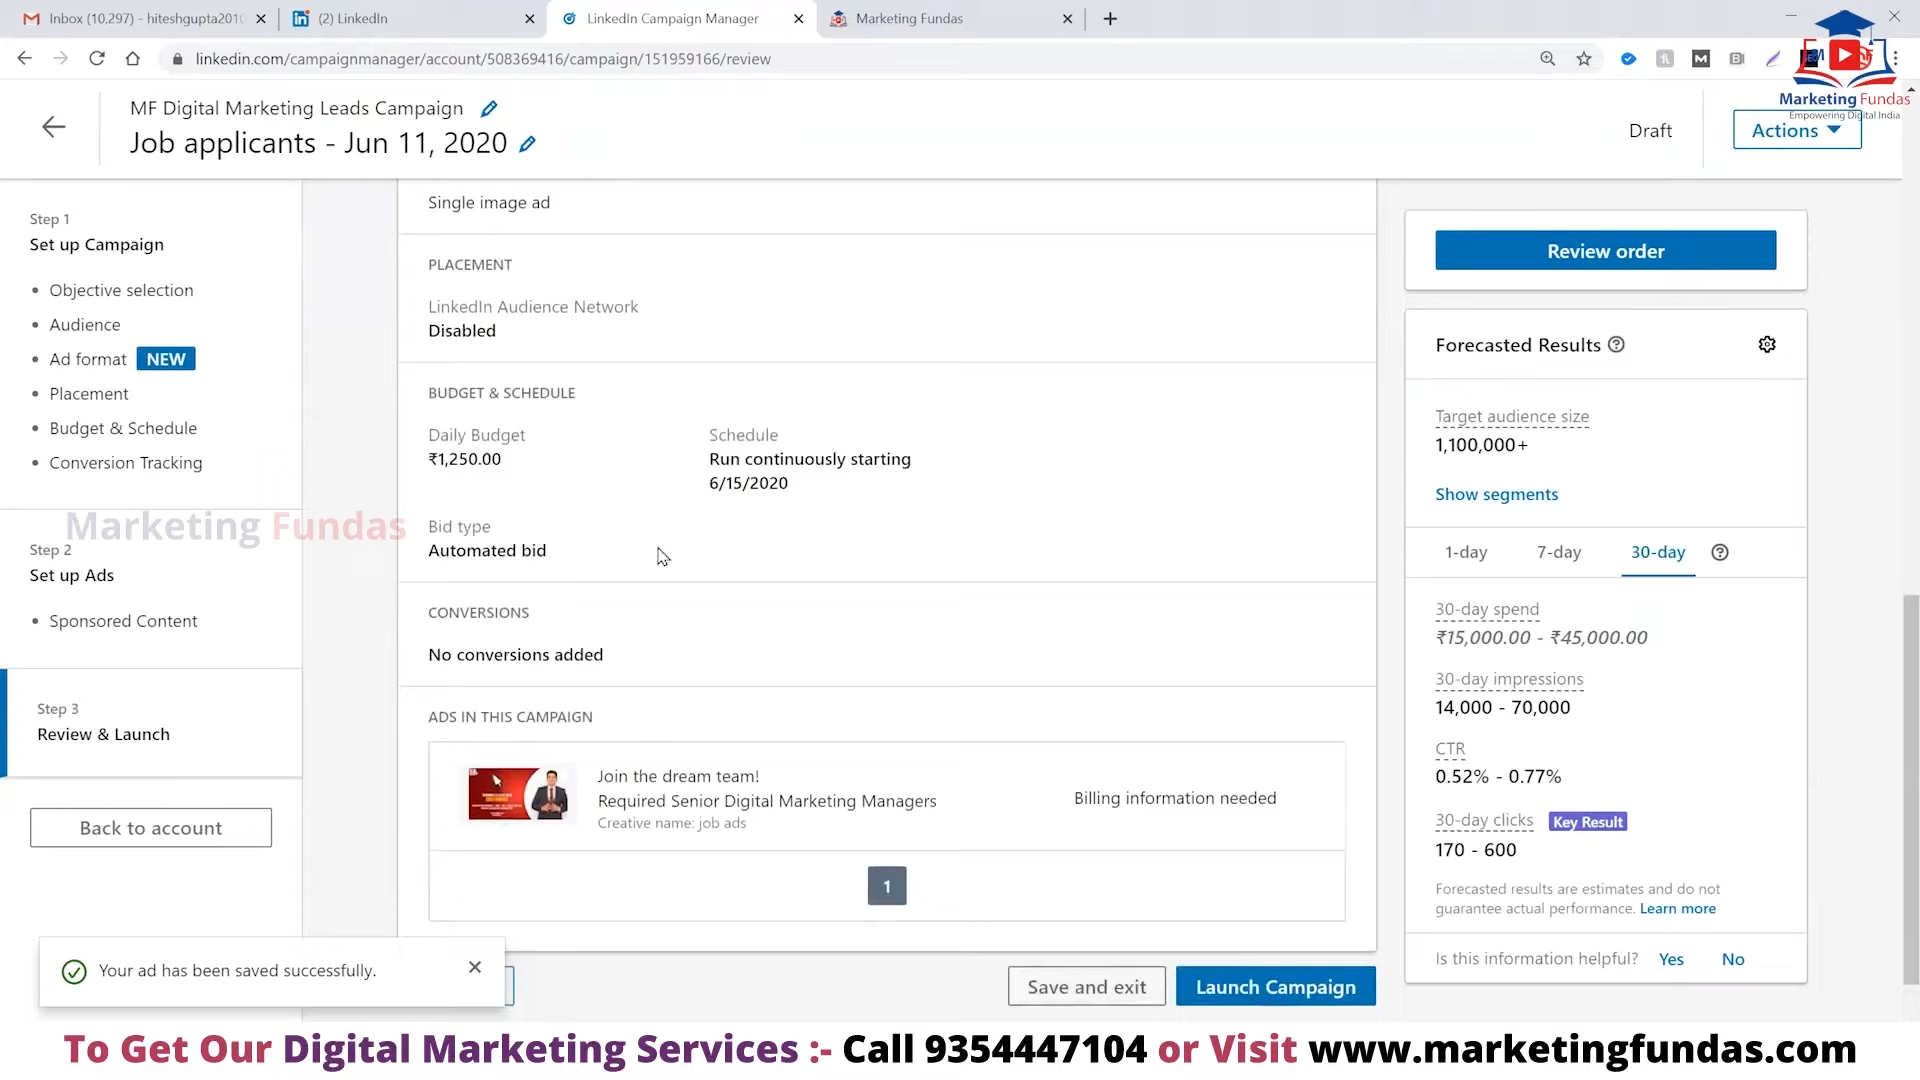 Inbox (10,297) - hiteshgupta2010
(2) LinkedIn
LinkedIn Campaign Manager
Marketing Fundas
linkedin.com/campaignmanager/account/508369416/campaign/151959166/review
Marketing Fundas
Empowering Digital India
MF Digital Marketing Leads Campaign
Job applicants - Jun 11, 2020
Draft
Actions
Step 1
Set up Campaign
Objective selection
Audience
Ad format NEW
Placement
Budget & Schedule
Conversion Tracking
Marketing Fundas
Step 2
Set up Ads
Sponsored Content
Step 3
Review & Launch
Back to account
Single image ad
PLACEMENT
LinkedIn Audience Network
Disabled
BUDGET & SCHEDULE
Daily Budget
₹1,250.00
Schedule
Run continuously starting
6/15/2020
Bid type
Automated bid
CONVERSIONS
No conversions added
ADS IN THIS CAMPAIGN
Join the dream team!
Required Senior Digital Marketing Managers
Creative name: job ads
Billing information needed
1
Save and exit
Launch Campaign
Review order
Forecasted Results
Target audience size
1,100,000+
Show segments
1-day
7-day
30-day
30-day spend
₹15,000.00 - ₹45,000.00
30-day impressions
14,000 - 70,000
CTR
0.52% - 0.77%
30-day clicks Key Result
170 - 600
Forecasted results are estimates and do not
guarantee actual performance. Learn more
Is this information helpful? Yes No
Your ad has been saved successfully.
To Get Our Digital Marketing Services :- Call 9354447104 or Visit www.marketingfundas.com